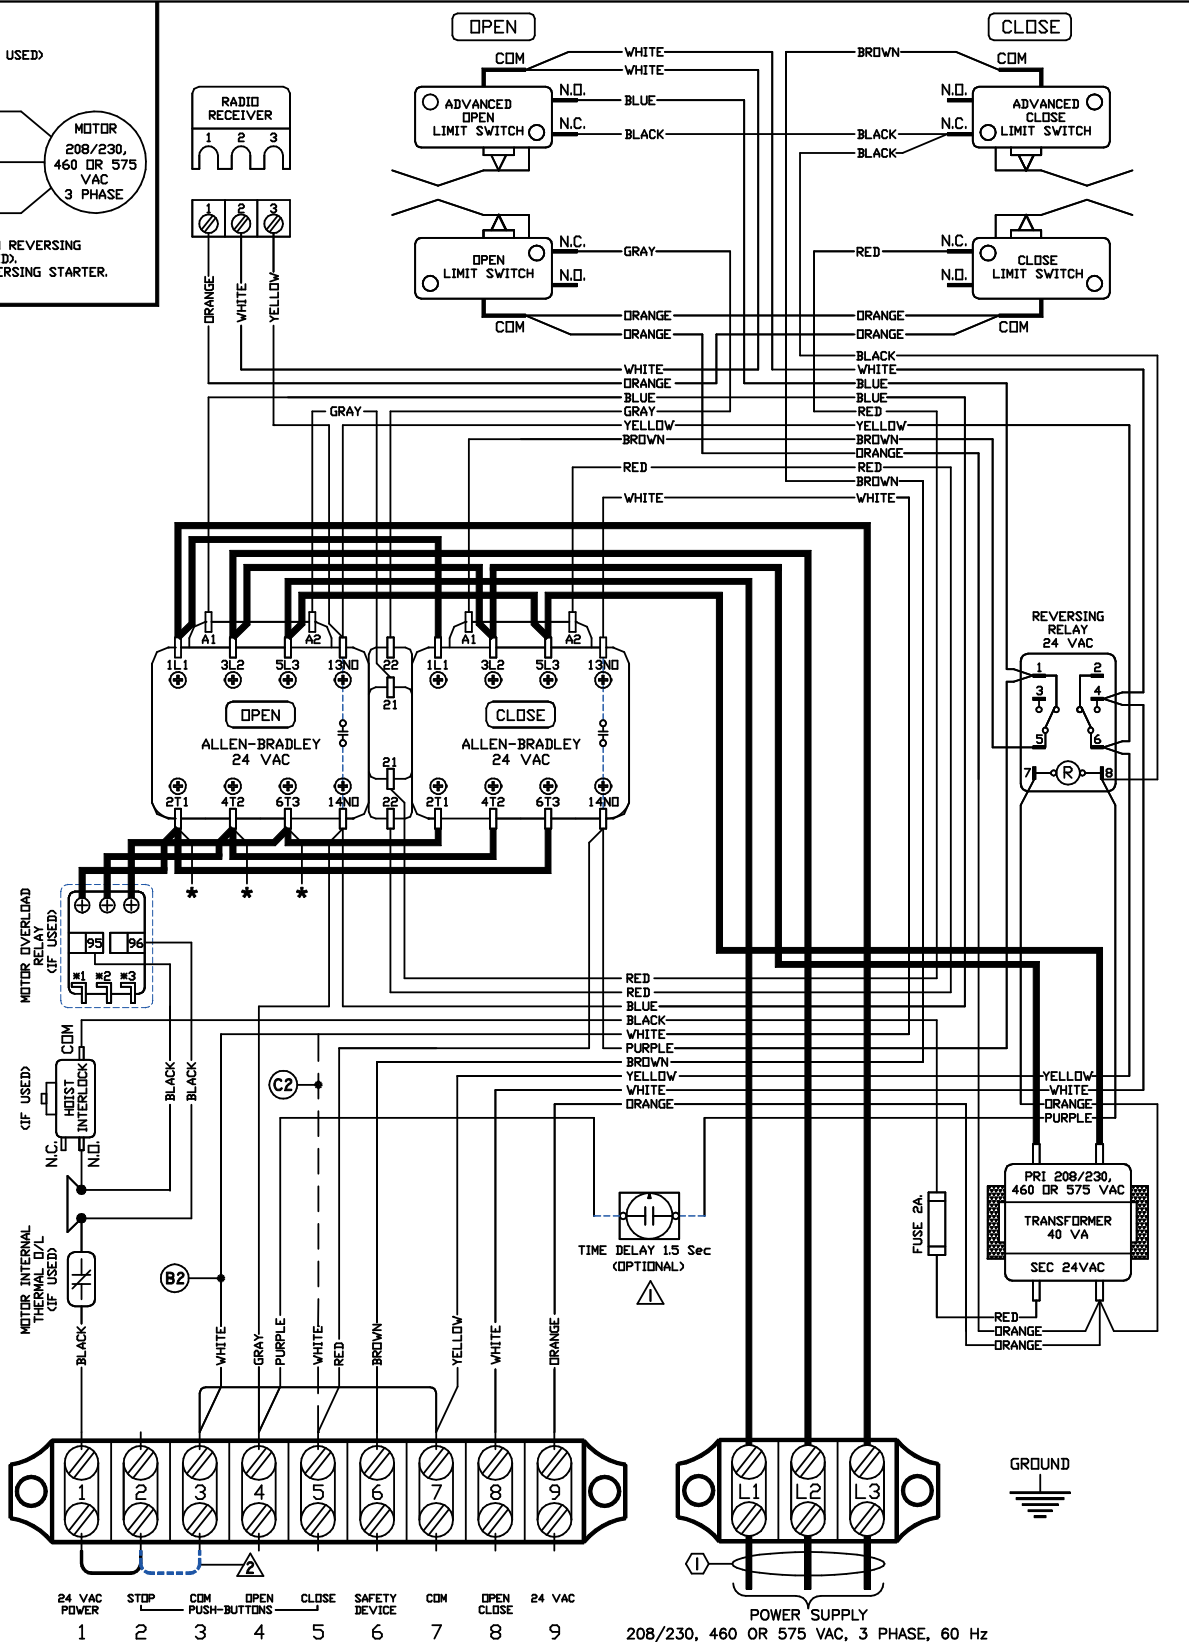 OPEN
CLOSE
USED)
MOTOR
208/230,
460 OR 575
VAC
3 PHASE
REVERSING
D).
ERSING STARTER.
RADIO
RECEIVER
1 2 3
1 2 3
ORANGE
WHITE
YELLOW
COM
ADVANCED
OPEN
LIMIT SWITCH
N.O.
N.C.
WHITE
WHITE
BLUE
BLACK
BROWN
BLACK
BLACK
COM
N.O.
N.C.
ADVANCED
CLOSE
LIMIT SWITCH
OPEN
LIMIT SWITCH
N.C.
N.O.
COM
GRAY
RED
N.C.
N.O.
CLOSE
LIMIT SWITCH
COM
ORANGE ORANGE
ORANGE ORANGE
BLACK
WHITE WHITE
ORANGE BLUE
BLUE BLUE
GRAY GRAY RED
YELLOW YELLOW
BROWN BROWN
ORANGE
RED RED
BROWN
WHITE WHITE
A1 A2 A1 A2
1L1 3L2 5L3 13NO 22 1L1 3L2 5L3 13NO
21
OPEN
ALLEN-BRADLEY
24 VAC
CLOSE
ALLEN-BRADLEY
24 VAC
21
2T1 4T2 6T3 14NO 22 2T1 4T2 6T3 14NO
* * *
REVERSING
RELAY
24 VAC
1 2
3 4
5 6
7 R 8
MOTOR OVERLOAD
RELAY
(IF USED)
95 96
*1 *2 *3
RED
RED
BLUE
BLACK
WHITE
PURPLE
BROWN
YELLOW YELLOW
WHITE WHITE
ORANGE ORANGE
PURPLE
COM
HOIST
INTERLOCK
(IF USED)
N.C.
N.O.
BLACK
BLACK
C2
B2
MOTOR INTERNAL
THERMAL O/L
(IF USED)
TIME DELAY 1.5 Sec
(OPTIONAL)
1
FUSE 2A.
PRI 208/230,
460 OR 575 VAC
TRANSFORMER
40 VA
SEC 24VAC
RED
ORANGE
ORANGE
BLACK
WHITE
GRAY
PURPLE
WHITE
RED
BROWN
YELLOW
WHITE
ORANGE
1 2 3 4 5 6 7 8 9
L1 L2 L3
GROUND
2
1
24 VAC
POWER
STOP
COM
OPEN
PUSH-BUTTONS
CLOSE
SAFETY
DEVICE
COM
OPEN
CLOSE
24 VAC
1 2 3 4 5 6 7 8 9
POWER SUPPLY
208/230, 460 OR 575 VAC, 3 PHASE, 60 Hz